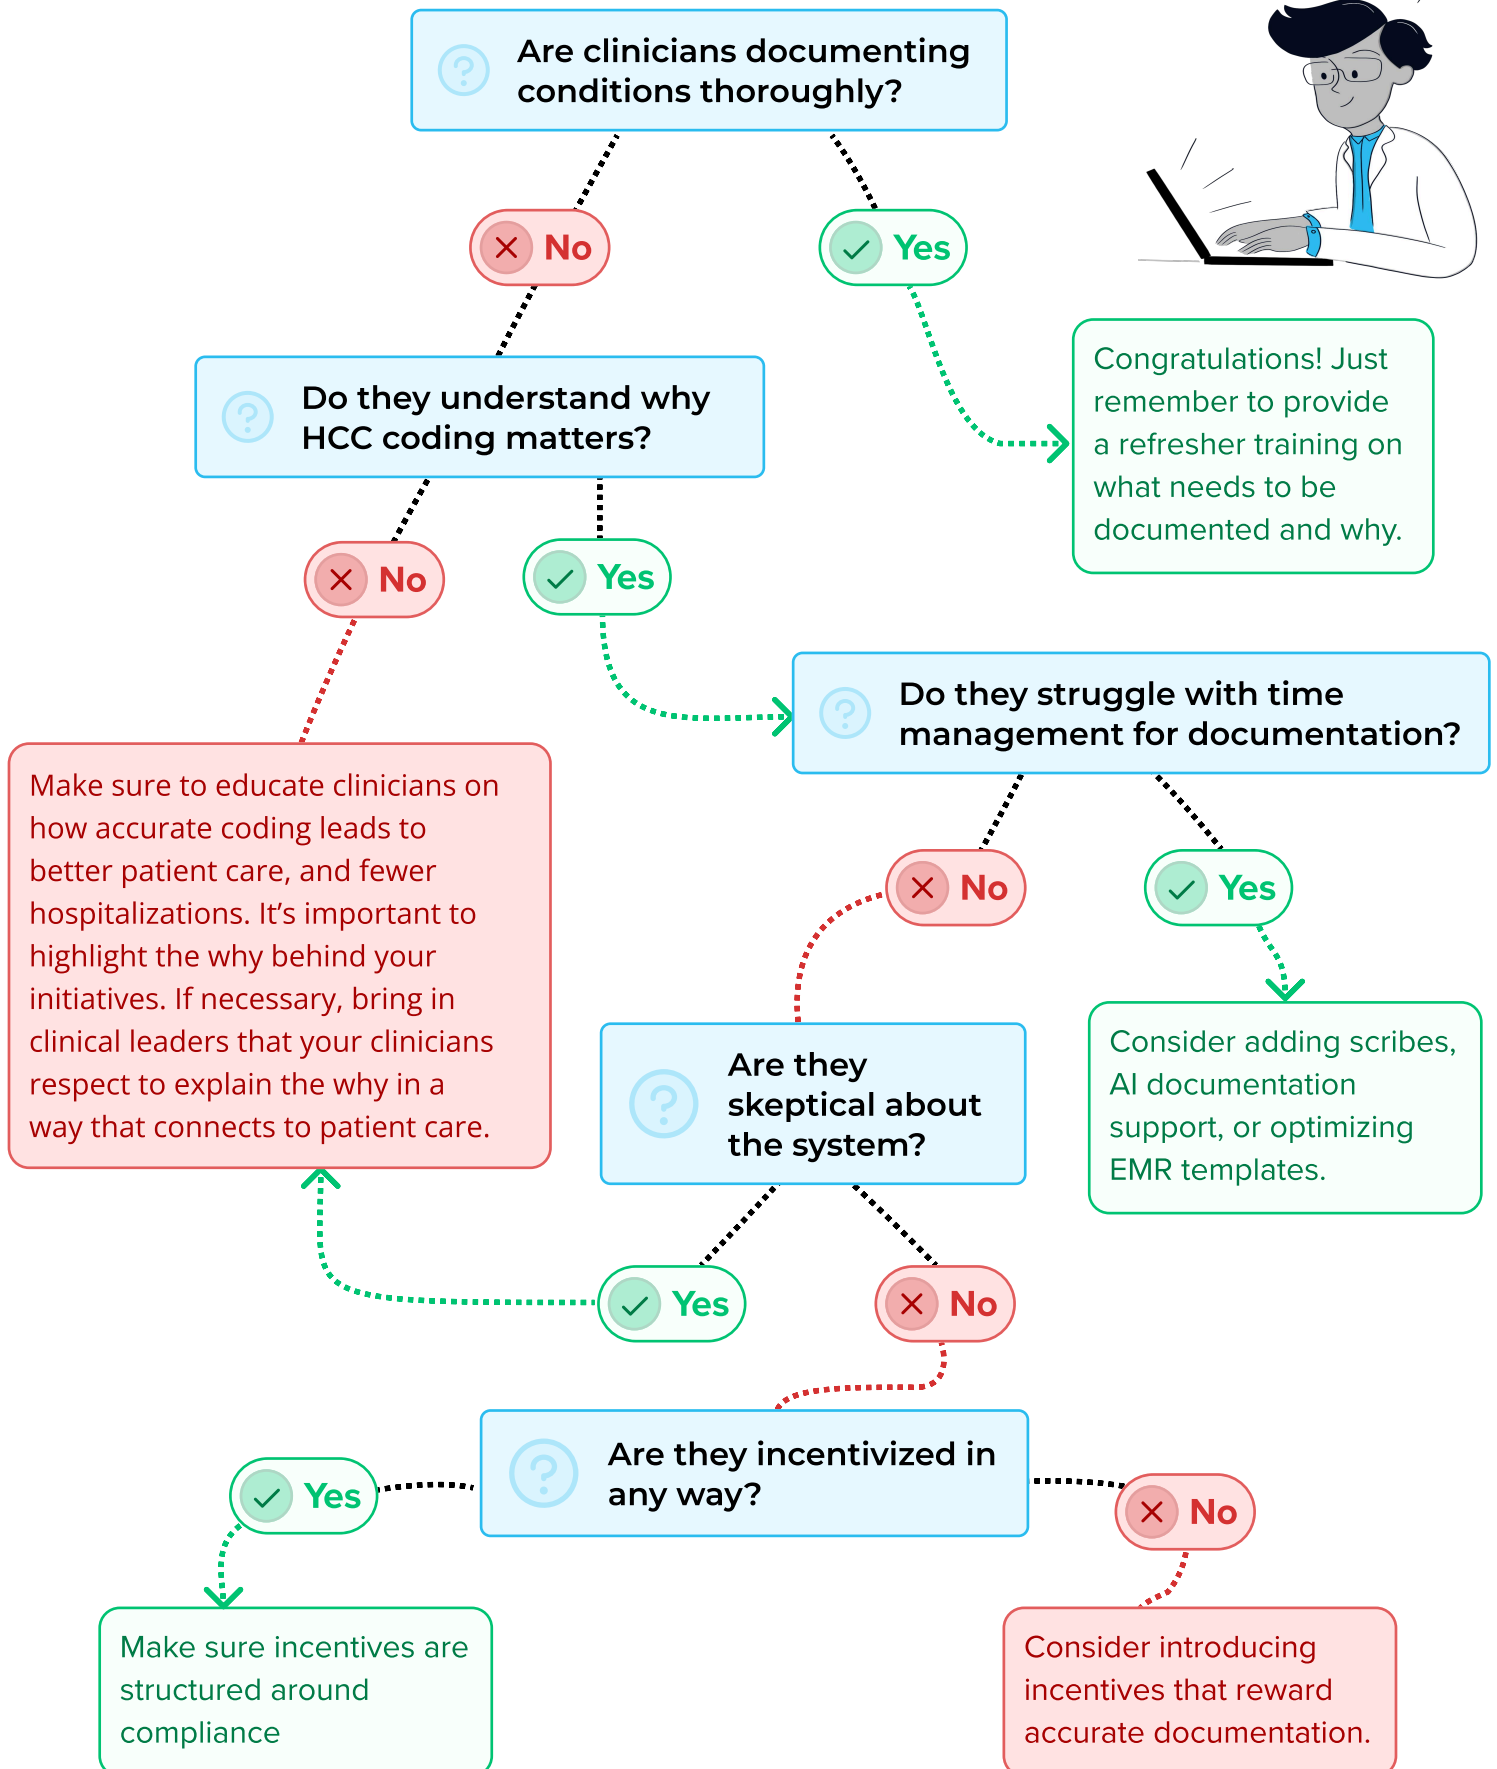 Are clinicians documenting
conditions thoroughly?
No
Yes
Congratulations! Just
remember to provide
a refresher training on
what needs to be
documented and why.
Do they understand why
HCC coding matters?
No
Yes
Do they struggle with time
management for documentation?
No
Yes
Make sure to educate clinicians on
how accurate coding leads to
better patient care, and fewer
hospitalizations. It’s important to
highlight the why behind your
initiatives. If necessary, bring in
clinical leaders that your clinicians
respect to explain the why in a
way that connects to patient care.
Consider adding scribes,
AI documentation
support, or optimizing
EMR templates.
Are they
skeptical about
the system?
Yes
No
Are they incentivized in
any way?
Yes
No
Make sure incentives are
structured around
compliance
Consider introducing
incentives that reward
accurate documentation.